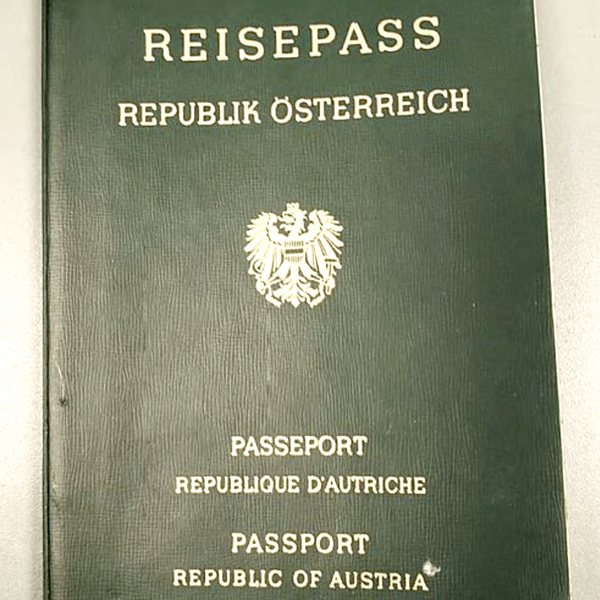 REISEPASS
REPUBLIK ÖSTERREICH
PASSEPORT
REPUBLIQUE D'AUTRICHE
PASSPORT
REPUBLIC OF AUSTRIA